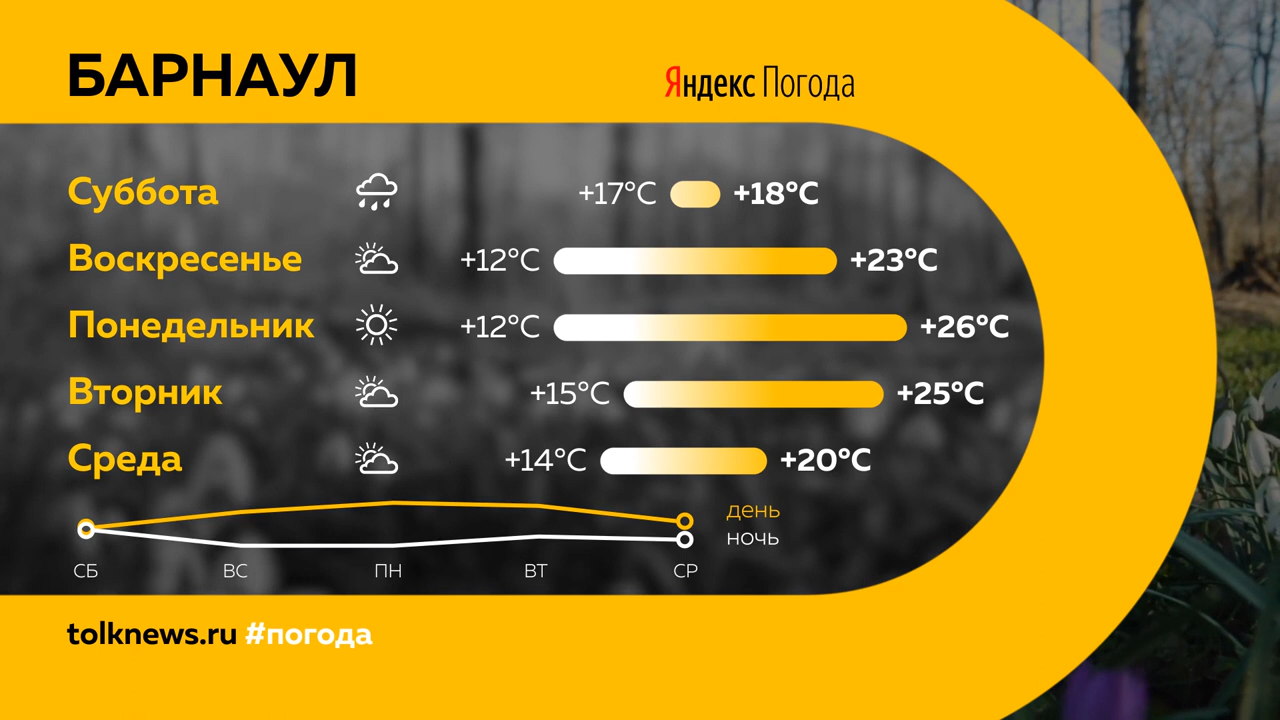 БАРНАУЛ
Яндекс Погода
Суббота +17°C +18°C
Воскресенье +12°C +23°C
Понедельник +12°C +26°C
Вторник +15°C +25°C
Среда +14°C +20°C
день
ночь
СБ ВС ПН ВТ СР
tolknews.ru #погода